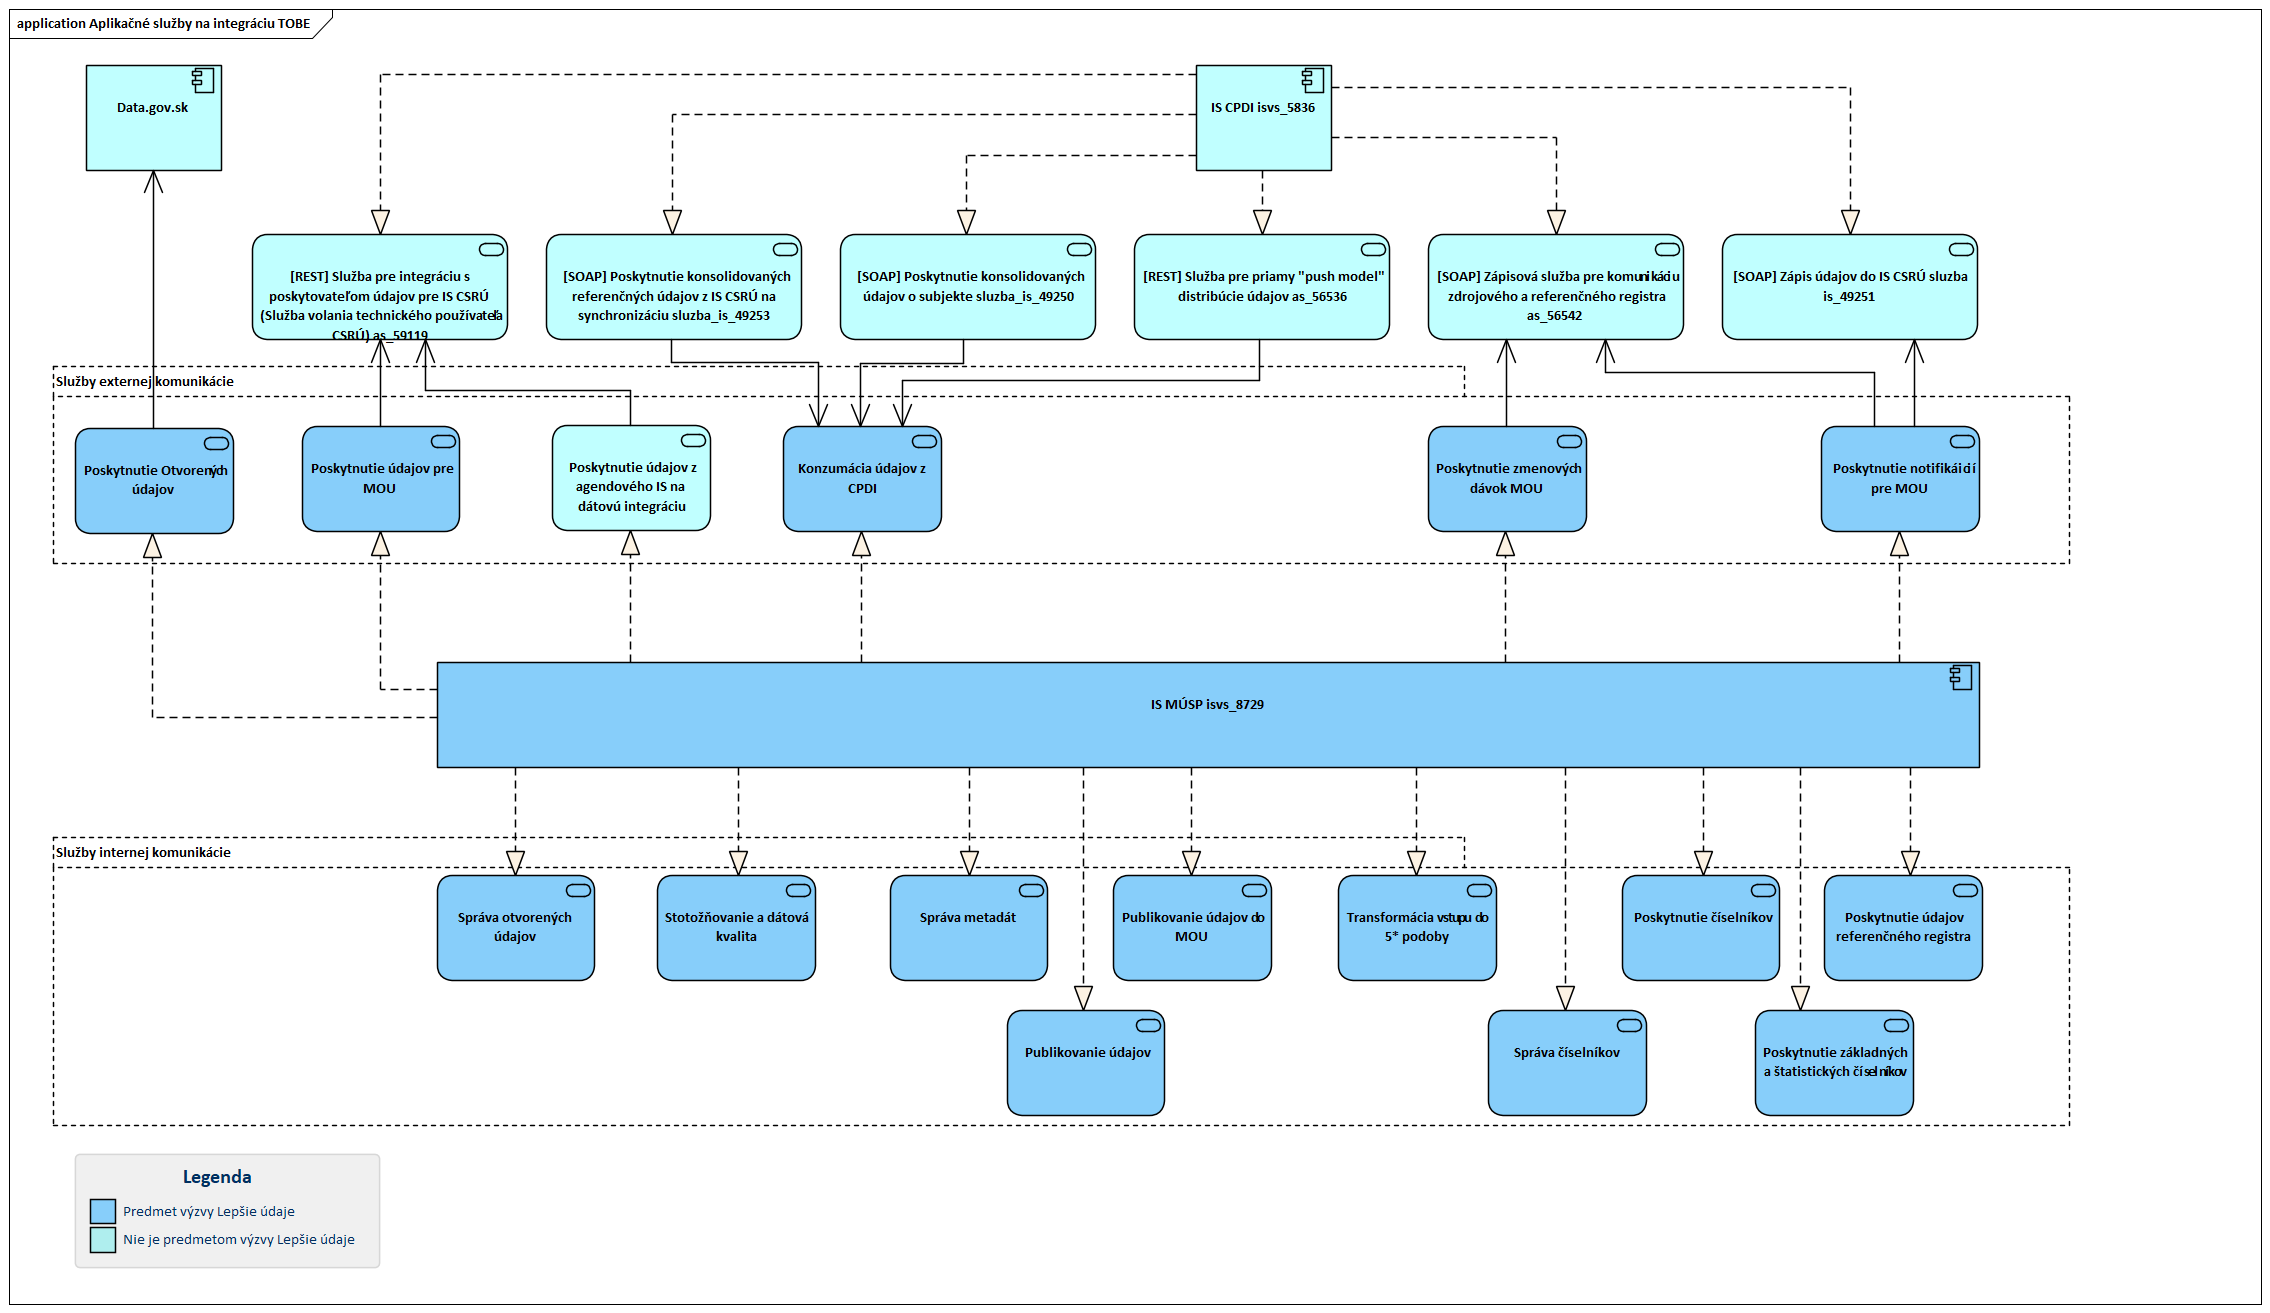 application Aplikačné služby na integráciu TOBE
Data.gov.sk
IS CPDI isvs_5836
[REST] Služba pre integráciu s
poskytovateľom údajov pre IS CSRÚ
(Služba volania technického používateľa
CSRÚ) as_59119
[SOAP] Poskytnutie konsolidovaných
referenčných údajov z IS CSRÚ na
synchronizáciu sluzba_is_49253
[SOAP] Poskytnutie konsolidovaných
údajov o subjekte sluzba_is_49250
[REST] Služba pre priamy "push model"
distribúcie údajov as_56536
[SOAP] Zápisová služba pre komunikáciu
zdrojového a referenčného registra
as_56542
[SOAP] Zápis údajov do IS CSRÚ sluzba
is_49251
Služby externej komunikácie
Poskytnutie Otvorených
údajov
Poskytnutie údajov pre
MOU
Poskytnutie údajov z
agendového IS na
dátovú integráciu
Konzumácia údajov z
CPDI
Poskytnutie zmenových
dávok MOU
Poskytnutie notifikácií
pre MOU
IS MÚSP isvs_8729
Služby internej komunikácie
Správa otvorených
údajov
Stotožňovanie a dátová
kvalita
Správa metadát
Publikovanie údajov do
MOU
Transformácia vstupu do
5* podoby
Poskytnutie číselníkov
Poskytnutie údajov
referenčného registra
Publikovanie údajov
Správa číselníkov
Poskytnutie základných
a štatistických číselníkov
Legenda
Predmet výzvy Lepšie údaje
Nie je predmetom výzvy Lepšie údaje